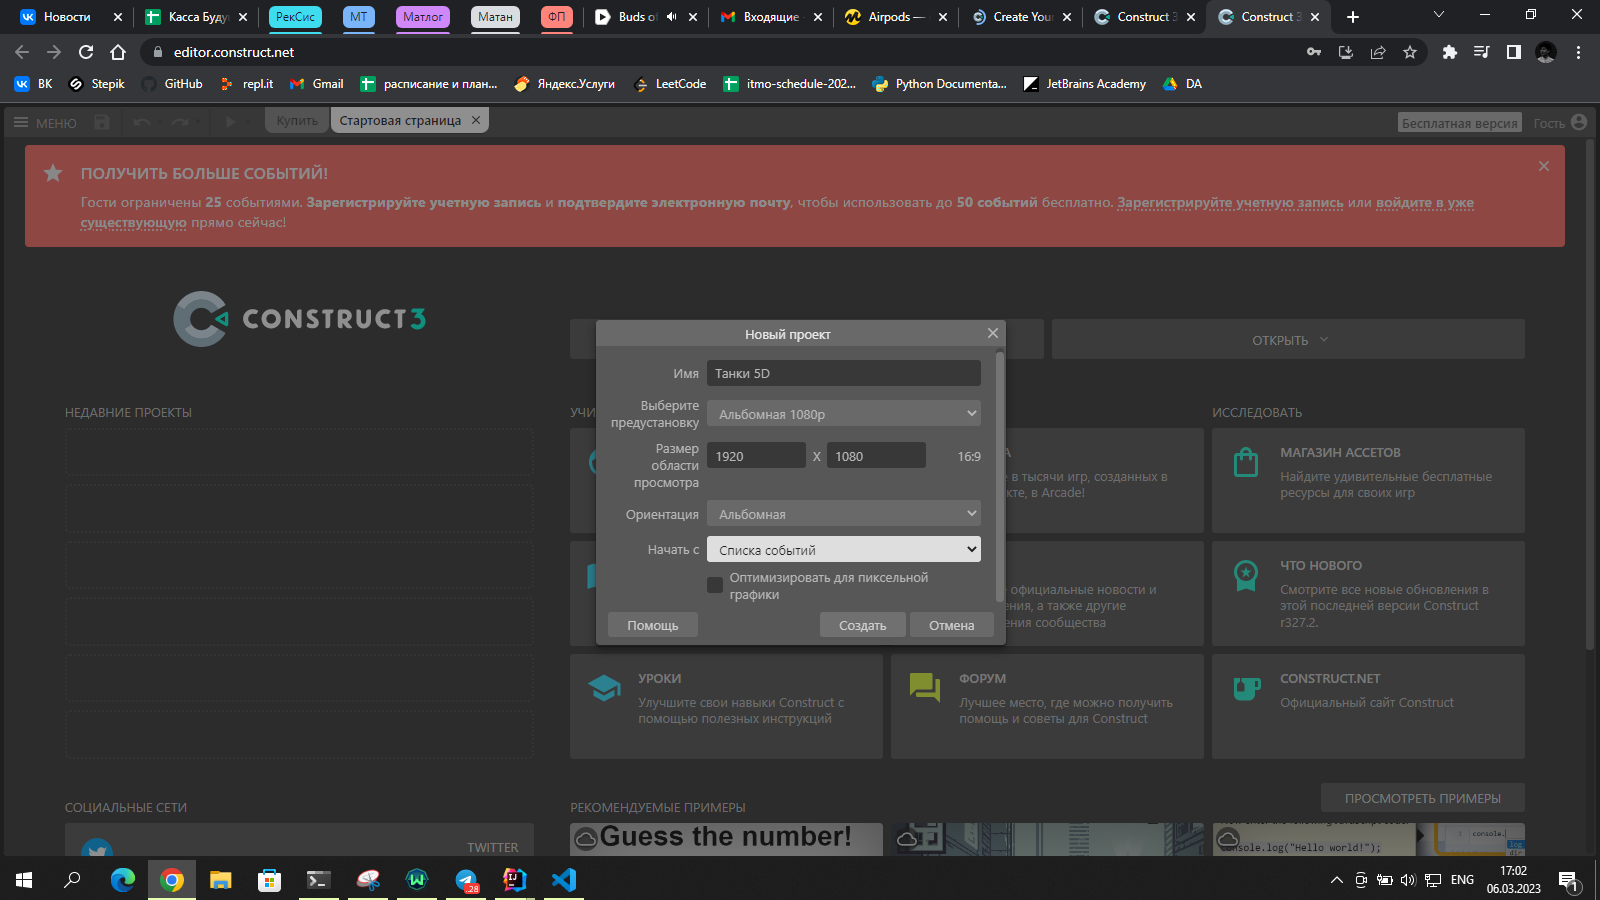 Новости
Касса Буду
РекСис
МТ
Матлог
Матан
ФП
Buds o
Входящие
Airpods —
Create You
Construct 3
Construct 3
editor.construct.net
ВК
Stepik
GitHub
repl.it
Gmail
расписание и план...
Яндекс.Услуги
LeetCode
itmo-schedule-202...
Python Documenta...
JetBrains Academy
DA
МЕНЮ
Купить
Стартовая страница
Бесплатная версия
Гость
ПОЛУЧИТЬ БОЛЬШЕ СОБЫТИЙ!
Гости ограничены 25 событиями. Зарегистрируйте учетную запись и подтвердите электронную почту, чтобы использовать до 50 событий бесплатно. Зарегистрируйте учетную запись или войдите в уже
существующую прямо сейчас!
CONSTRUCT 3
ОТКРЫТЬ
Новый проект
Имя
Танки 5D
Выберите
предустановку
Альбомная 1080p
Размер
области
просмотра
1920
X
1080
16:9
Ориентация
Альбомная
Начать с
Списка событий
Оптимизировать для пиксельной
графики
Помощь
Создать
Отмена
НЕДАВНИЕ ПРОЕКТЫ
УЧИ
ИССЛЕДОВАТЬ
А
е в тысячи игр, созданных в
кте, в Arcade!
МАГАЗИН АССЕТОВ
Найдите удивительные бесплатные
ресурсы для своих игр
официальные новости и
ения, а также другие
ения сообщества
ЧТО НОВОГО
Смотрите все новые обновления в
этой последней версии Construct
r327.2.
УРОКИ
Улучшите свои навыки Construct с
помощью полезных инструкций
ФОРУМ
Лучшее место, где можно получить
помощь и советы для Construct
CONSTRUCT.NET
Официальный сайт Construct
СОЦИАЛЬНЫЕ СЕТИ
TWITTER
РЕКОМЕНДУЕМЫЕ ПРИМЕРЫ
ПРОСМОТРЕТЬ ПРИМЕРЫ
Guess the number!
console.log("Hello world!");
console.
log
dir
28
ENG
17:02
06.03.2023
1